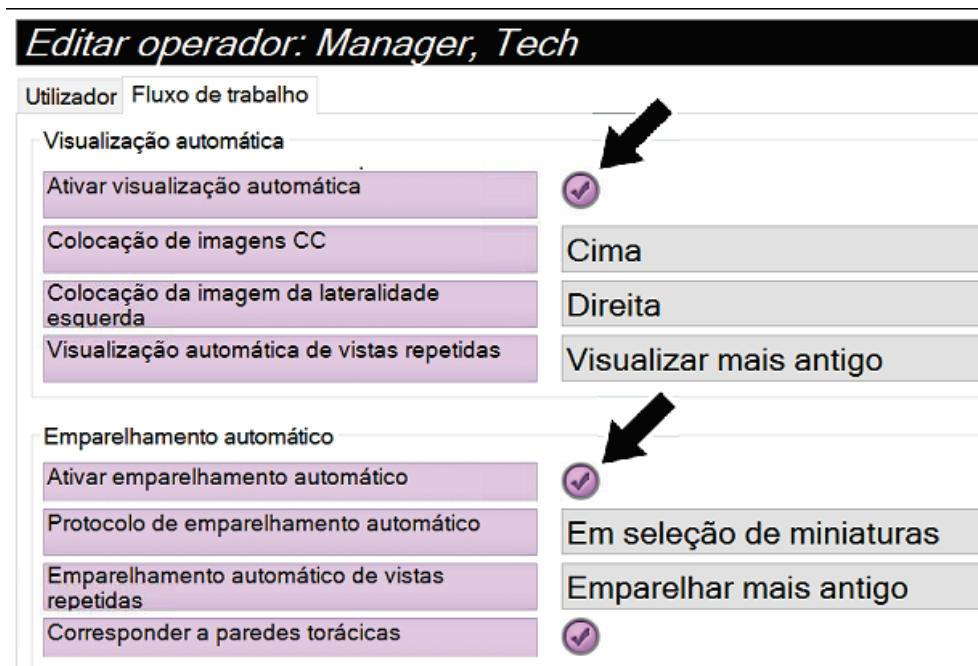 Editar operador: Manager, Tech
Utilizador Fluxo de trabalho
Visualização automática
Ativar visualização automática
Colocação de imagens CC
Cima
Colocação da imagem da lateralidade
esquerda
Direita
Visualização automática de vistas repetidas
Visualizar mais antigo
Emparelhamento automático
Ativar emparelhamento automático
Protocolo de emparelhamento automático
Em seleção de miniaturas
Emparelhamento automático de vistas
repetidas
Emparelhar mais antigo
Corresponder a paredes torácicas